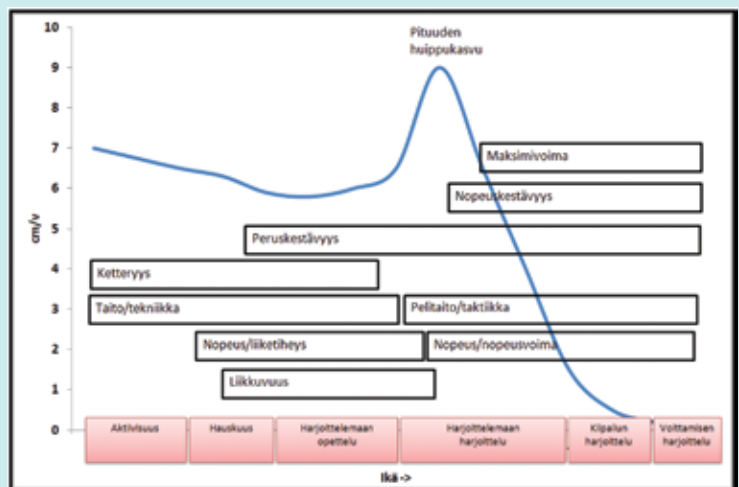 Pituuden
huippukasvu
10
9
8
7
6
5
4
3
2
1
0
cm/v
Maksimivoima
Nopeuskestävyys
Peruskestävyys
Ketteryys
Taito/tekniikka
Pelitaito/taktiikka
Nopeus/liiketiheys
Nopeus/nopeusvoima
Liikkuvuus
Aktiivisuus
Hauskuus
Harjoittelemaan
opettelu
Harjoittelemaan
harjoittelu
Kilpailun
harjoittelu
Voittamisen
harjoittelu
Ikä ->